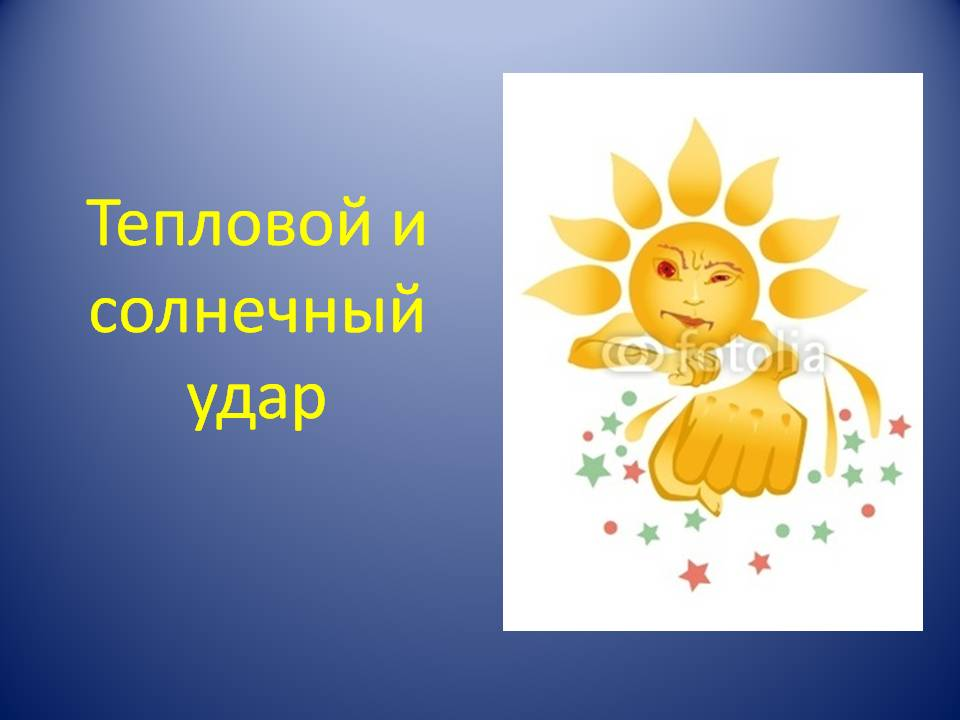 Тепловой и
солнечный
удар
fotolia